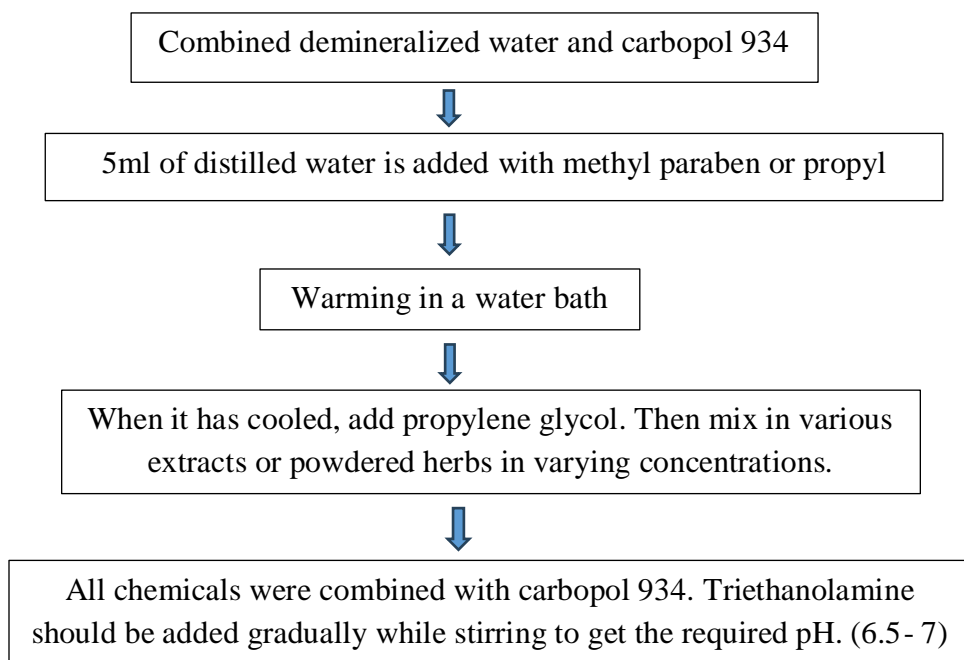 Combined demineralized water and carbopol 934
5ml of distilled water is added with methyl paraben or propyl
Warming in a water bath
When it has cooled, add propylene glycol. Then mix in various
extracts or powdered herbs in varying concentrations.
All chemicals were combined with carbopol 934. Triethanolamine
should be added gradually while stirring to get the required pH. (6.5- 7)